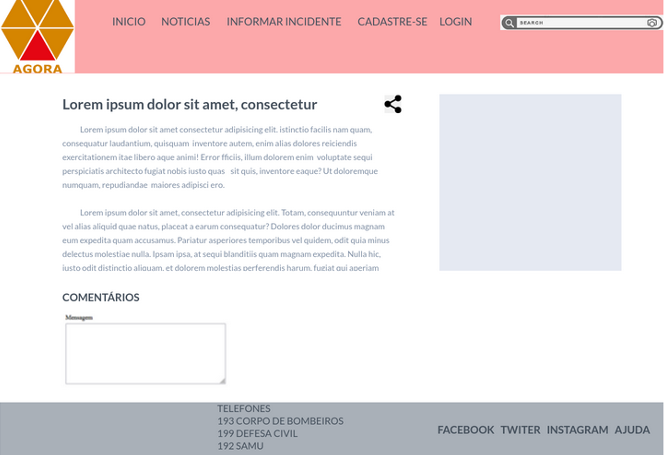 INICIO NOTICIAS INFORMAR INCIDENTE CADASTRE-SE LOGIN
SEARCH
AGORA
Lorem ipsum dolor sit amet, consectetur
Lorem ipsum dolor sit amet consectetur adipisicing elit. istinctio facilis nam quam,
consequatur laudantium, quisquam inventore autem, enim alias dolores reiciendis
exercitationem itae libero aque animi! Error fficiis, illum dolorem enim voluptate sequi
perspiciatis architecto fugiat nobis iusto quas sit quis, inventore eaque? Ut doloremque
numquam, repudiandae maiores adipisci ero.
Lorem ipsum dolor sit amet, consectetur adipisicing elit. Totam, consequuntur veniam at
vel alias aliquid quae natus, placeat a earum consequatur? Dolores dolor ducimus magnam
eum expedita quam accusamus. Pariatur asperiores temporibus vel quidem, odit quia minus
delectus molestiae nulla. Ipsam ipsa, at sequi blanditiis quam magnam expedita. Nulla hic,
iusto odit distinctio aliquam, et dolorem molestias perferendis harum, fugiat qui aperiam
COMENTÁRIOS
Mensagem
TELEFONES
193 CORPO DE BOMBEIROS
199 DEFESA CIVIL
192 SAMU
FACEBOOK TWITER INSTAGRAM AJUDA